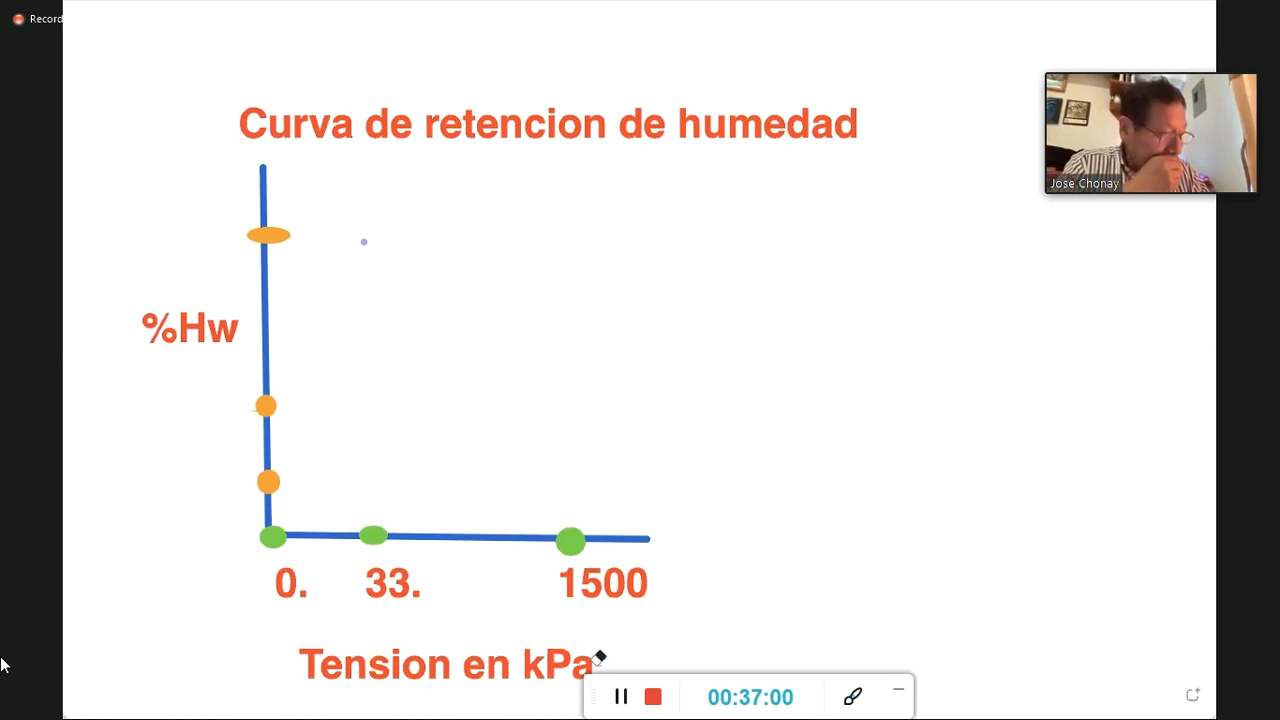 Record
Curva de retencion de humedad
Jose Chonay
%Hw
0. 33. 1500
Tension en kPa
00:37:00